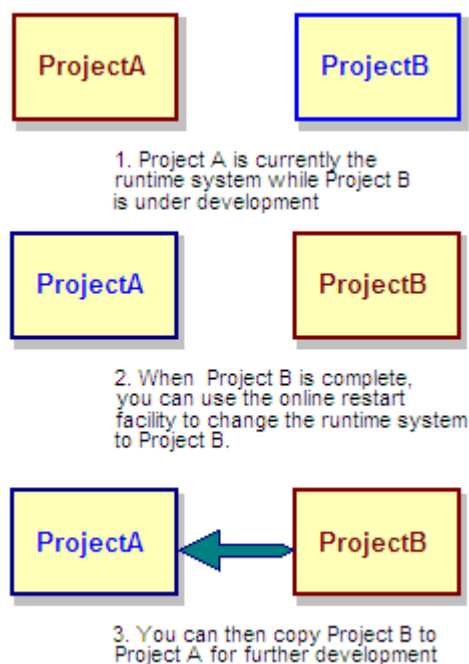 ProjectA
ProjectB
1. Project A is currently the
runtime system while Project B
is under development
ProjectA
ProjectB
2. When Project B is complete,
you can use the online restart
facility to change the runtime system
to Project B.
ProjectA
ProjectB
3. You can then copy Project B to
Project A for further development